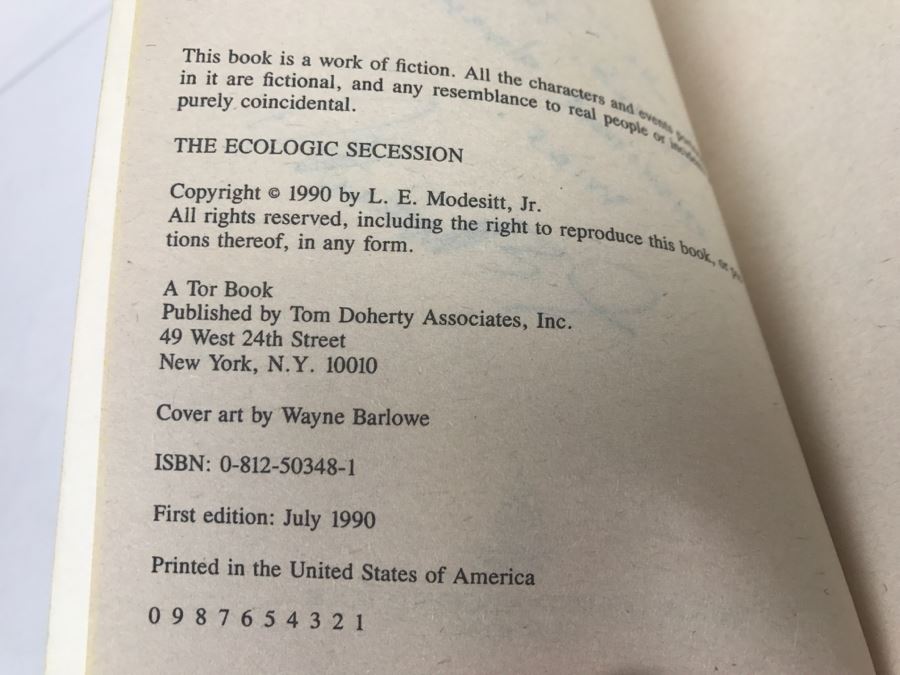 This book is a work of fiction. All the characters and events
in it are fictional, and any resemblance to real people or
purely coincidental.
THE ECOLOGIC SECESSION
Copyright © 1990 by L. E. Modesitt, Jr.
All rights reserved, including the right to reproduce this book, or
tions thereof, in any form.
A Tor Book
Published by Tom Doherty Associates, Inc.
49 West 24th Street
New York, N.Y. 10010
Cover art by Wayne Barlowe
ISBN: 0-812-50348-1
First edition: July 1990
Printed in the United States of America
0 9 8 7 6 5 4 3 2 1